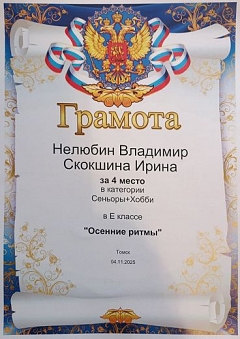 Грамота
Нелюбин Владимир
Скокшина Ирина
за 4 место
в категории
Сеньоры+Хобби
в Е классе
"Осенние ритмы"
Томск
04.11.2025